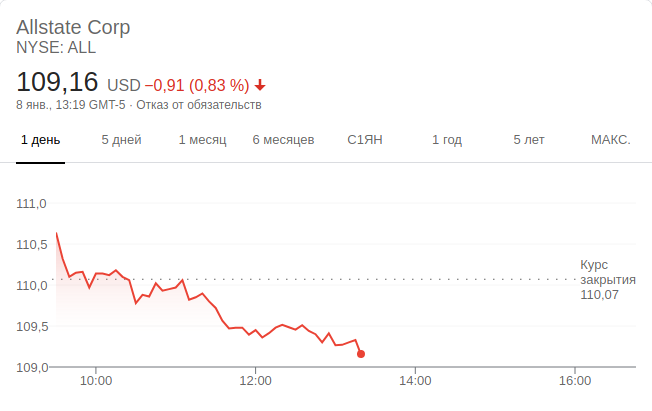 Allstate Corp
NYSE: ALL
109,16 USD −0,91 (0,83 %)
8 янв., 13:19 GMT-5 · Отказ от обязательств
1 день 5 дней 1 месяц 6 месяцев С1ЯН 1 год 5 лет МАКС.
111,0
110,5
110,0
109,5
109,0
Курс
закрытия
110,07
10:00 12:00 14:00 16:00